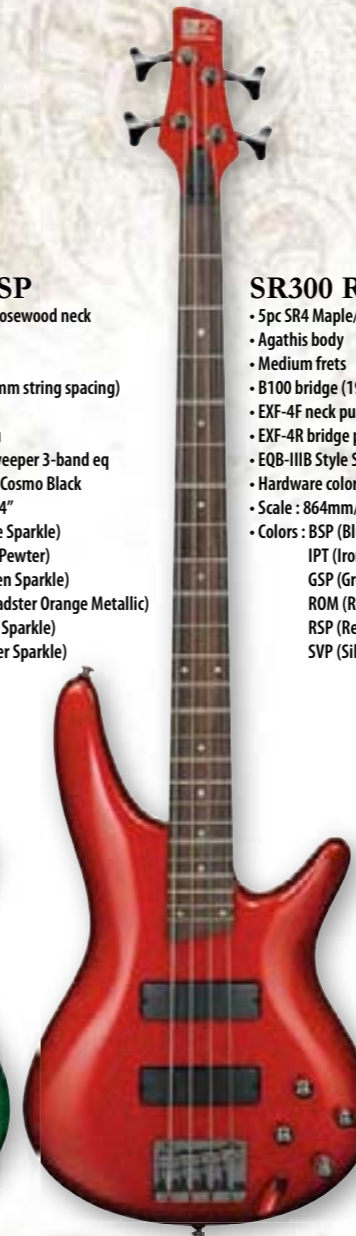 SP
osewood neck
mm string spacing)
veeper 3-band eq
Cosmo Black
4"
e Sparkle)
Pewter)
en Sparkle)
adster Orange Metallic)
Sparkle)
er Sparkle)
SR300 R
• 5pc SR4 Maple/
• Agathis body
• Medium frets
• B100 bridge (19
• EXF-4F neck pu
• EXF-4R bridge p
• EQB-IIIB Style S
• Hardware color
• Scale : 864mm/
• Colors : BSP (Bl
IPT (Iron
GSP (Gr
ROM (R
RSP (Re
SVP (Sil